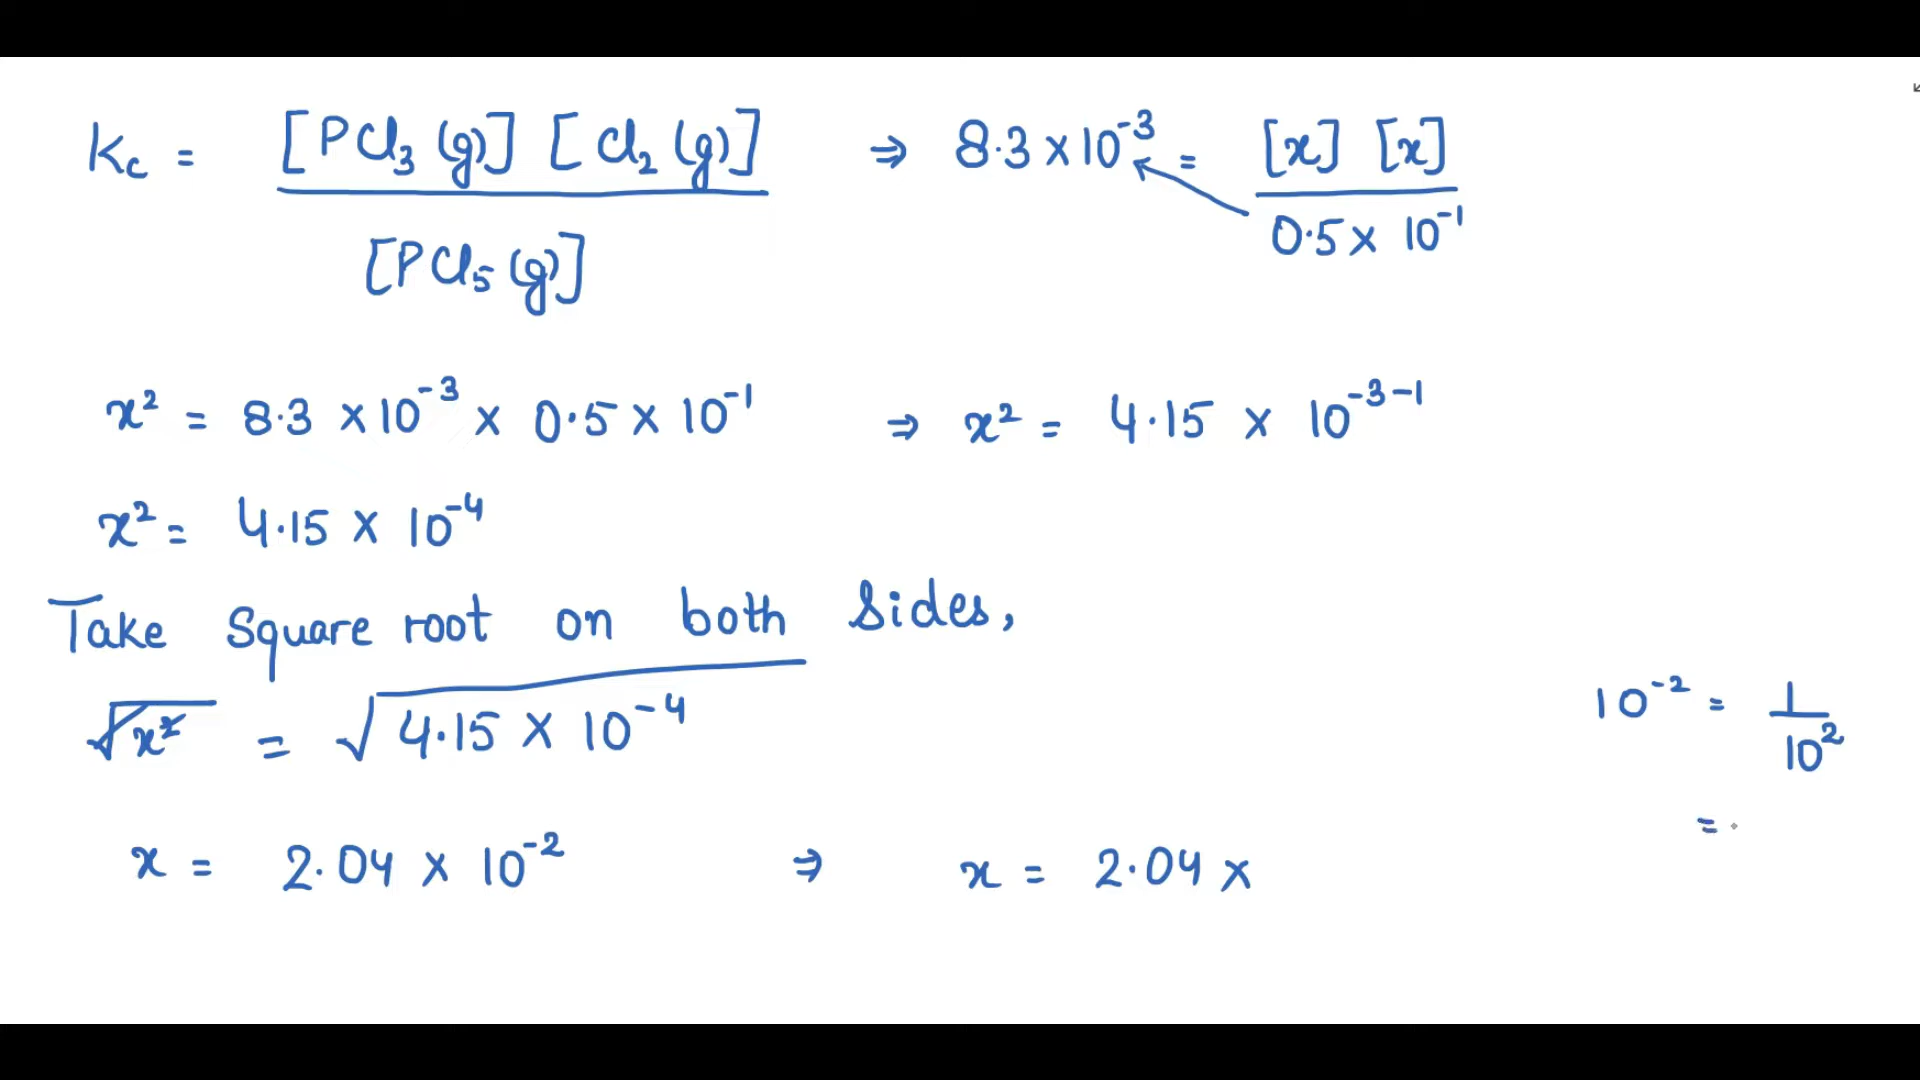 Kc = [PCl₃ (g)] [Cl₂ (g)] / [PCl₅ (g)] ⇒ 8.3 × 10⁻³ = [x] [x] / 0.5 × 10⁻¹
x² = 8.3 × 10⁻³ × 0.5 × 10⁻¹ ⇒ x² = 4.15 × 10⁻³⁻¹
x² = 4.15 × 10⁻⁴
Take Square root on both Sides,
√x² = √4.15 × 10⁻⁴
10⁻² = 1 / 10²
=
x = 2.04 × 10⁻² ⇒ x = 2.04 ×